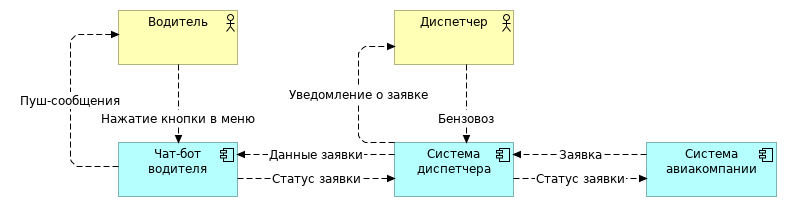 Водитель
Диспетчер
Пуш-сообщения
Уведомление о заявке
Нажатие кнопки в меню
Бензовоз
Чат-бот
водителя
Данные заявки
Статус заявки
Система
диспетчера
Заявка
Статус заявки
Система
авиакомпании